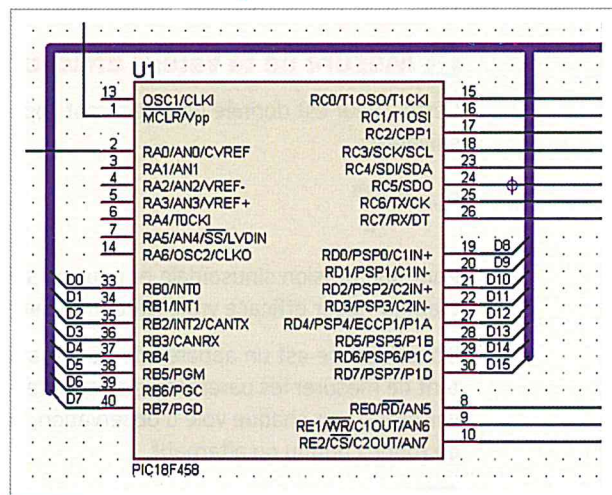 U1
13 OSC1/CLKI RC0/T1OSO/T1CKI 15
1 MCLR/Vpp RC1/T1OSI 16
RC2/CPP1 17
2 RA0/AN0/CVREF RC3/SCK/SCL 18
3 RA1/AN1 RC4/SDI/SDA 23
4 RA2/AN2/VREF- RC5/SDO 24
5 RA3/AN3/VREF+ RC6/TX/CK 25
6 RA4/T0CKI RC7/RX/DT 26
7 RA5/AN4/SS/LVDIN
14 RA6/OSC2/CLKO RD0/PSP0/C1IN+ 19 D8
RD1/PSP1/C1IN- 20 D9
D0 33 RB0/INT0 RD2/PSP2/C2IN+ 21 D10
D1 34 RB1/INT1 RD3/PSP3/C2IN- 22 D11
D2 35 RB2/INT2/CANTX RD4/PSP4/ECCP1/P1A 27 D12
D3 36 RB3/CANRX RD5/PSP5/P1B 28 D13
D4 37 RB4 RD6/PSP6/P1C 29 D14
D5 38 RB5/PGM RD7/PSP7/P1D 30 D15
D6 39 RB6/PGC
D7 40 RB7/PGD RE0/RD/AN5 8
RE1/WR/C1OUT/AN6 9
RE2/CS/C2OUT/AN7 10
PIC18F458